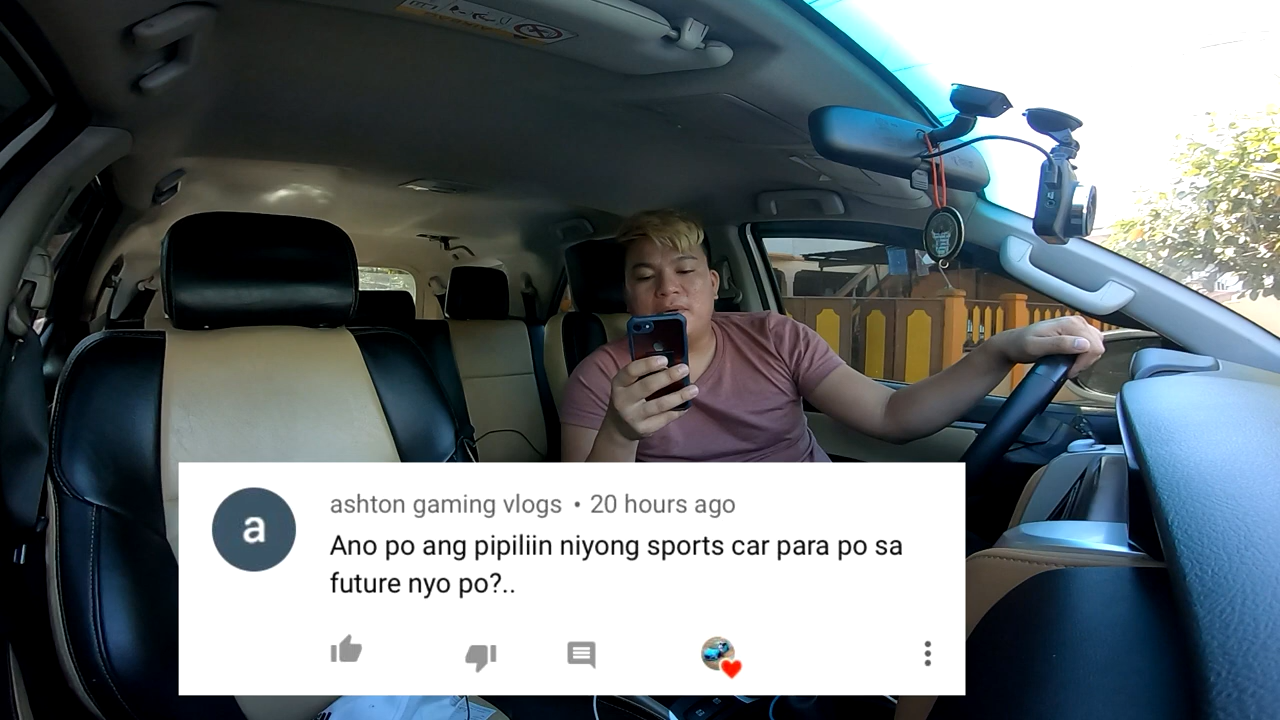 a
ashton gaming vlogs • 20 hours ago
Ano po ang pipiliin niyong sports car para po sa
future nyo po?..